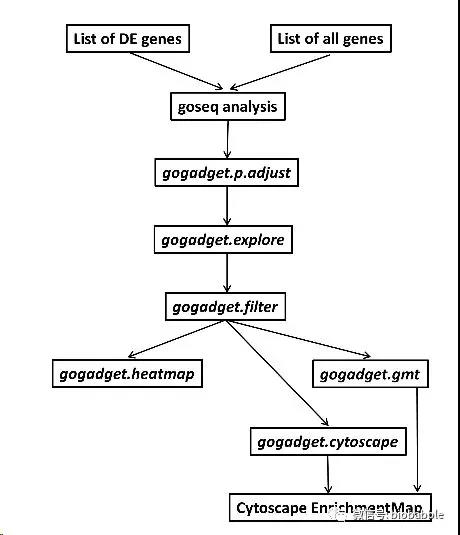 List of DE genes
List of all genes
goseq analysis
gogadget.p.adjust
gogadget.explore
gogadget.filter
gogadget.heatmap
gogadget.gmt
gogadget.cytoscape
Cytoscape EnrichmentMap
微信号: biobabble